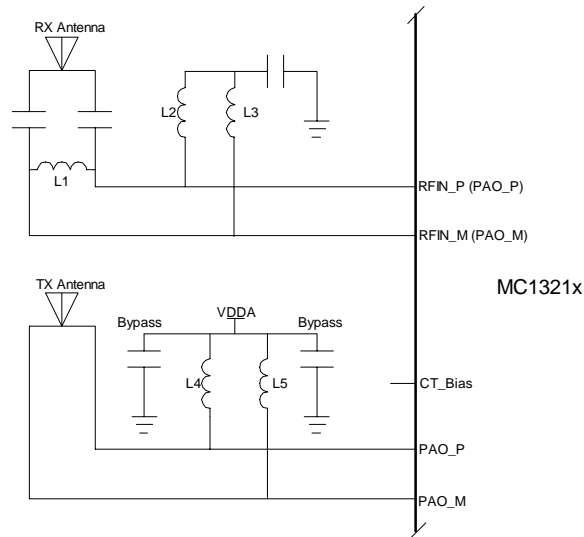 RX Antenna
L2
L3
L1
RFIN_P (PAO_P)
RFIN_M (PAO_M)
MC1321x
TX Antenna
VDDA
Bypass
Bypass
L4
L5
CT_Bias
PAO_P
PAO_M